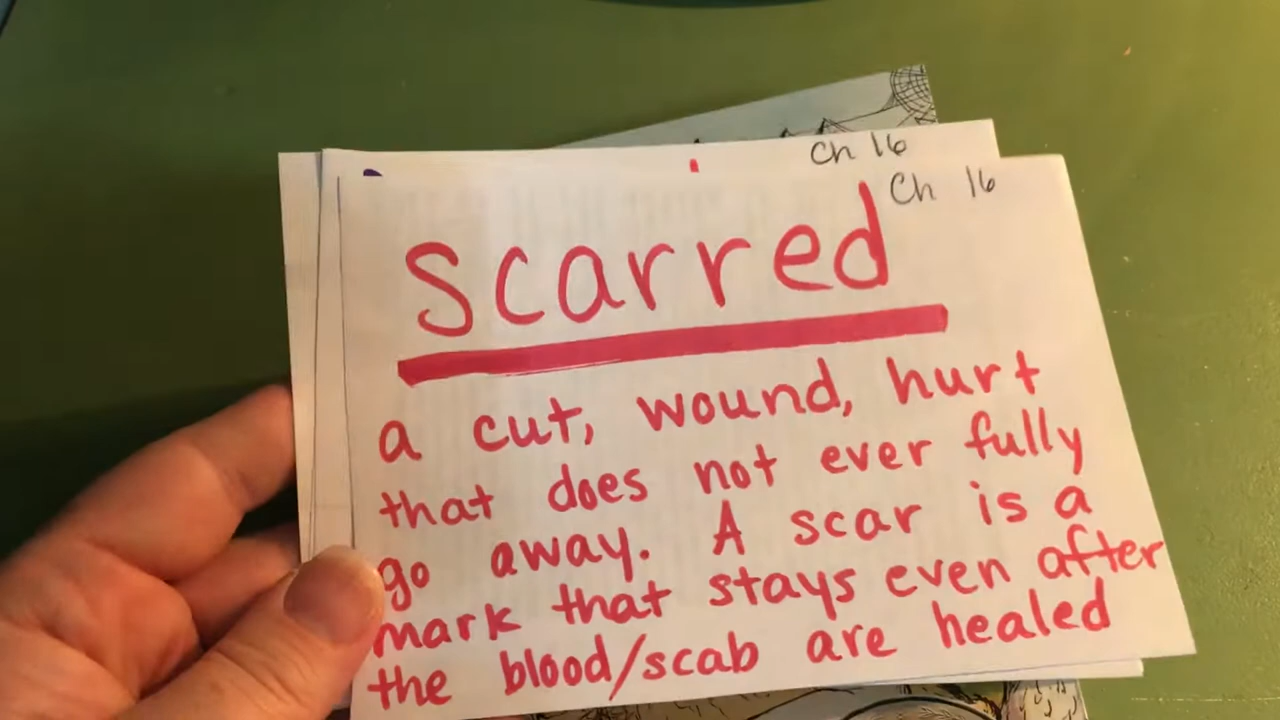 Ch 16
Ch 16
Scarred
a cut, wound, hurt
that does not ever fully
go away. A scar is a
mark that stays even after
the blood/scab are healed